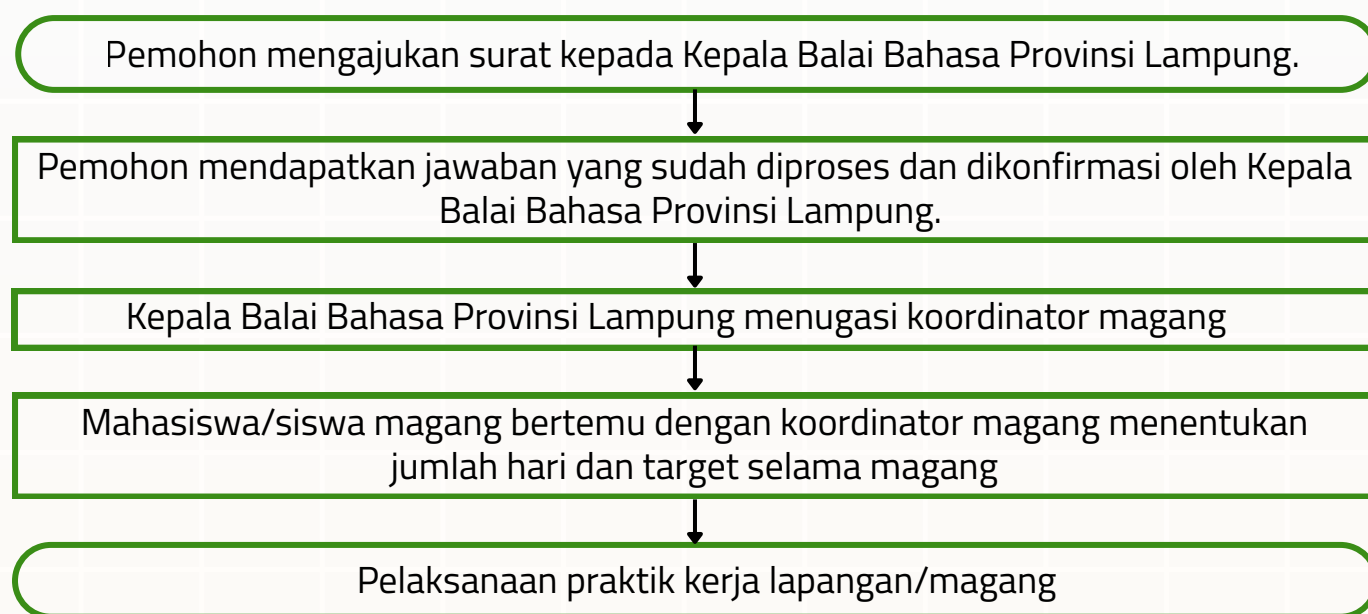 Pemohon mengajukan surat kepada Kepala Balai Bahasa Provinsi Lampung.
Pemohon mendapatkan jawaban yang sudah diproses dan dikonfirmasi oleh Kepala
Balai Bahasa Provinsi Lampung.
Kepala Balai Bahasa Provinsi Lampung menugasi koordinator magang
Mahasiswa/siswa magang bertemu dengan koordinator magang menentukan
jumlah hari dan target selama magang
Pelaksanaan praktik kerja lapangan/magang